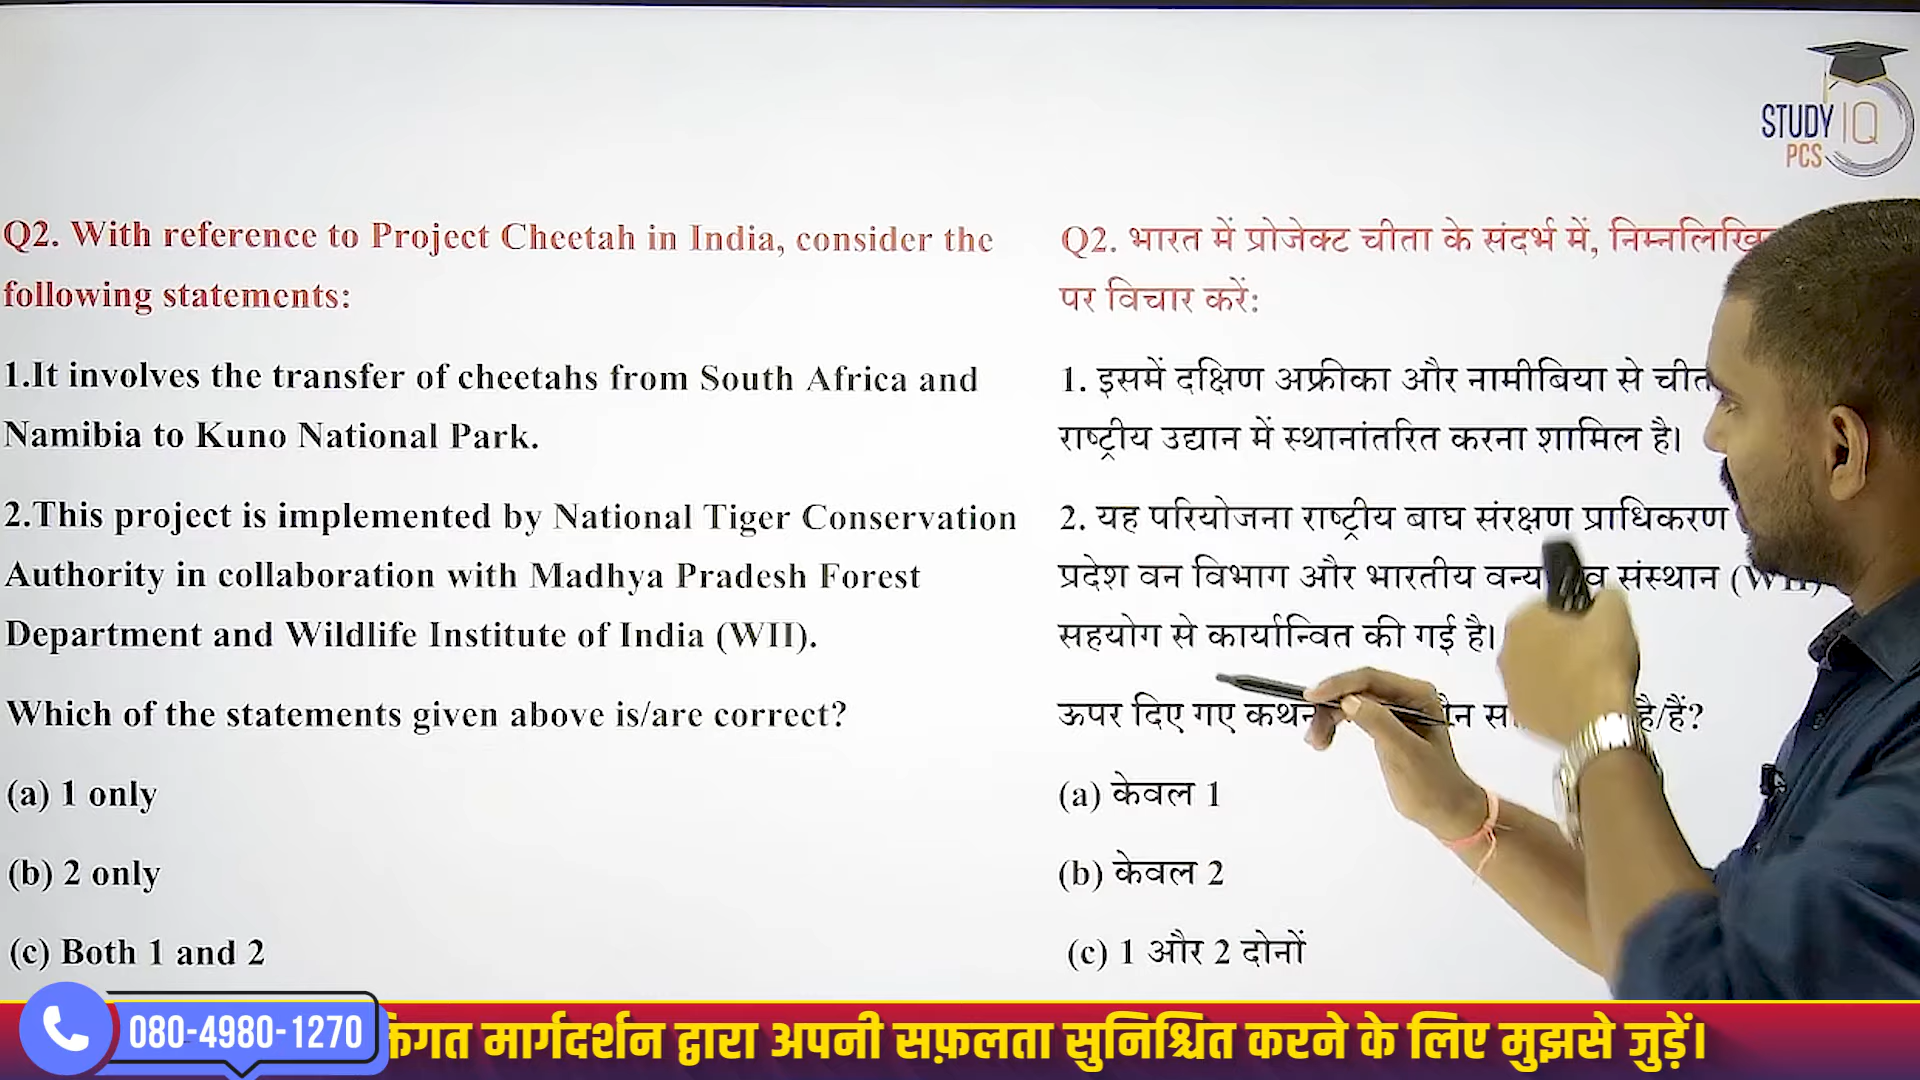 STUDY IQ
PCS
Q2. With reference to Project Cheetah in India, consider the
following statements:
1.It involves the transfer of cheetahs from South Africa and
Namibia to Kuno National Park.
2.This project is implemented by National Tiger Conservation
Authority in collaboration with Madhya Pradesh Forest
Department and Wildlife Institute of India (WII).
Which of the statements given above is/are correct?
(a) 1 only
(b) 2 only
(c) Both 1 and 2
Q2. भारत में प्रोजेक्ट चीता के संदर्भ में,
पर विचार करें:
1. इसमें दक्षिण अफ्रीका और नामीबिया से
राष्ट्रीय उद्यान में स्थानांतरित करना शामिल है।
2. यह परियोजना राष्ट्रीय बाघ संरक्षण प्राधिकरण
प्रदेश वन विभाग और भारतीय संस्थान
सहयोग से कार्यान्वित की गई है।
ऊपर दिए गए है/हैं?
(a) केवल 1
(b) केवल 2
(c) 1 और 2 दोनों
080-4980-1270
मार्गदर्शन द्वारा अपनी सफ़लता सुनिश्चित करने के लिए मुझसे जुड़ें।